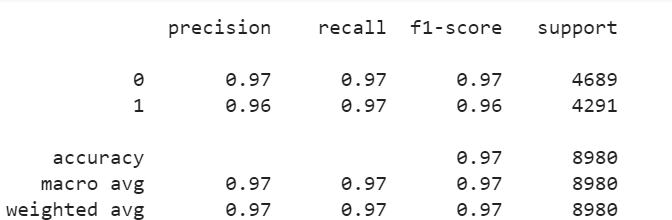 precision recall f1-score support
0 0.97 0.97 0.97 4689
1 0.96 0.97 0.96 4291
accuracy 0.97 8980
macro avg 0.97 0.97 0.97 8980
weighted avg 0.97 0.97 0.97 8980